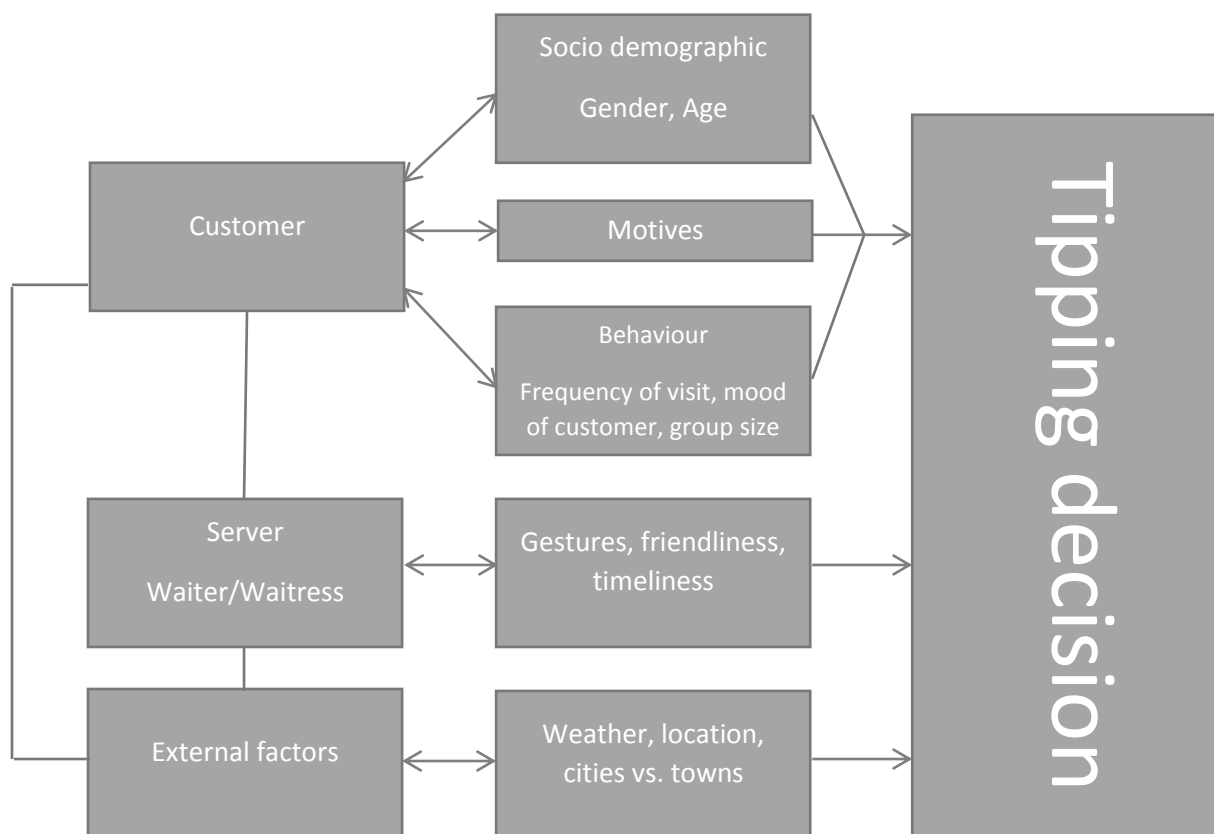 Socio demographic
Gender, Age
Customer
Motives
Behaviour
Frequency of visit, mood
of customer, group size
Server
Waiter/Waitress
Gestures, friendliness,
timeliness
External factors
Weather, location,
cities vs. towns
Tipping decision